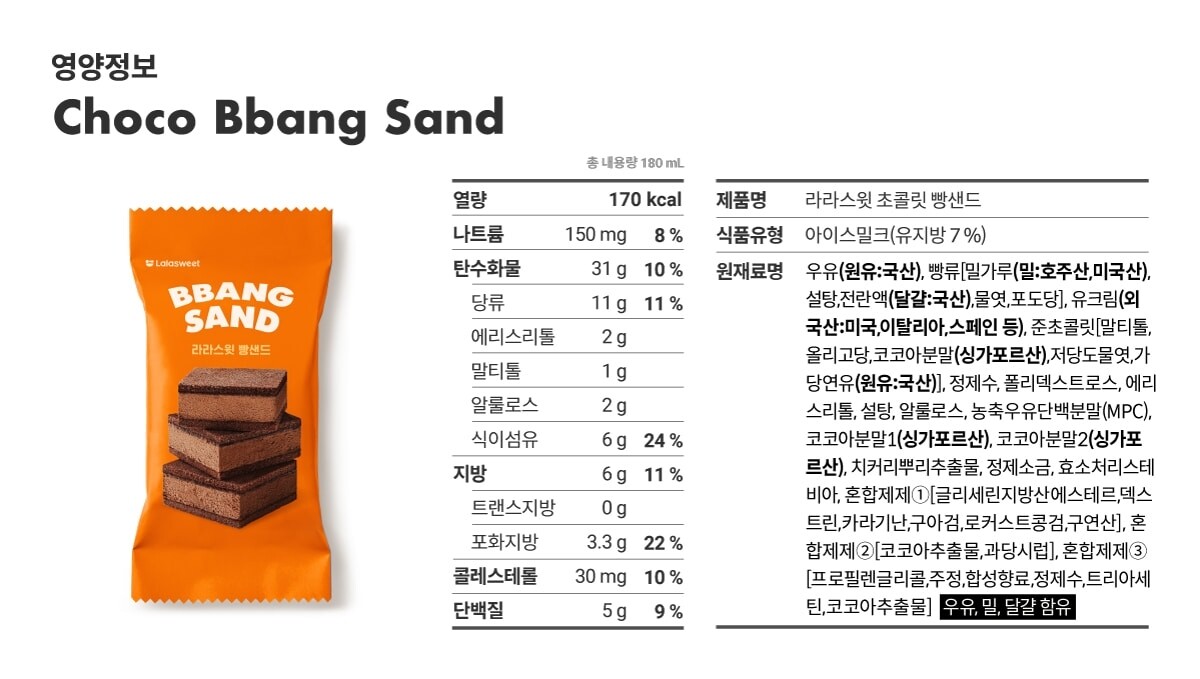 영양정보
Choco Bbang Sand
총 내용량 180 mL
Lalasweet
BBANG
SAND
라라스윗 빵샌드
열량 170 kcal
나트륨 150 mg 8 %
탄수화물 31 g 10 %
당류 11 g 11 %
에리스리톨 2 g
말티톨 1 g
알룰로스 2 g
식이섬유 6 g 24 %
지방 6 g 11 %
트랜스지방 0 g
포화지방 3.3 g 22 %
콜레스테롤 30 mg 10 %
단백질 5 g 9 %
제품명 라라스윗 초콜릿 빵샌드
식품유형 아이스밀크(유지방 7 %)
원재료명 우유(원유:국산), 빵류[밀가루(밀:호주산,미국산),
설탕,전란액(달걀:국산),물엿,포도당], 유크림(외
국산:미국,이탈리아,스페인 등), 준초콜릿[말티톨,
올리고당,코코아분말(싱가포르산),저당도물엿,가
당연유(원유:국산)], 정제수, 폴리덱스트로스, 에리
스리톨, 설탕, 알룰로스, 농축우유단백분말(MPC),
코코아분말1(싱가포르산), 코코아분말2(싱가포
르산), 치커리뿌리추출물, 정제소금, 효소처리스테
비아, 혼합제제①[글리세린지방산에스테르,덱스
트린,카라기난,구아검,로커스트콩검,구연산], 혼
합제제②[코코아추출물,과당시럽], 혼합제제③
[프로필렌글리콜,주정,합성향료,정제수,트리아세
틴,코코아추출물] 우유, 밀, 달걀 함유